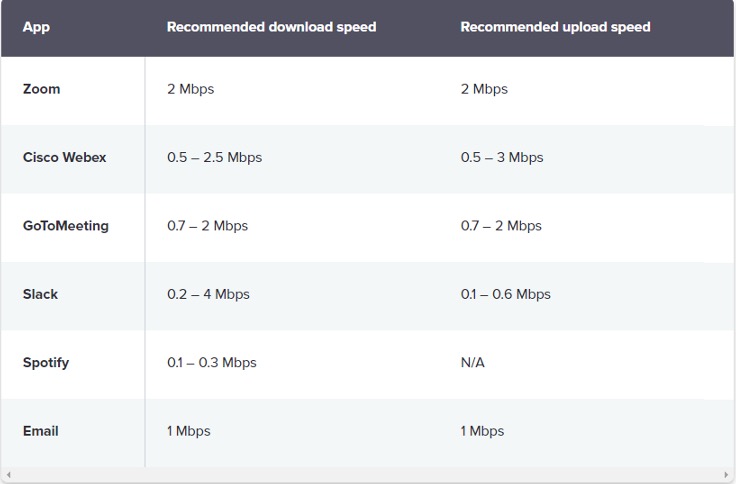 App Recommended download speed Recommended upload speed
Zoom 2 Mbps 2 Mbps
Cisco Webex 0.5 – 2.5 Mbps 0.5 – 3 Mbps
GoToMeeting 0.7 – 2 Mbps 0.7 – 2 Mbps
Slack 0.2 – 4 Mbps 0.1 – 0.6 Mbps
Spotify 0.1 – 0.3 Mbps N/A
Email 1 Mbps 1 Mbps